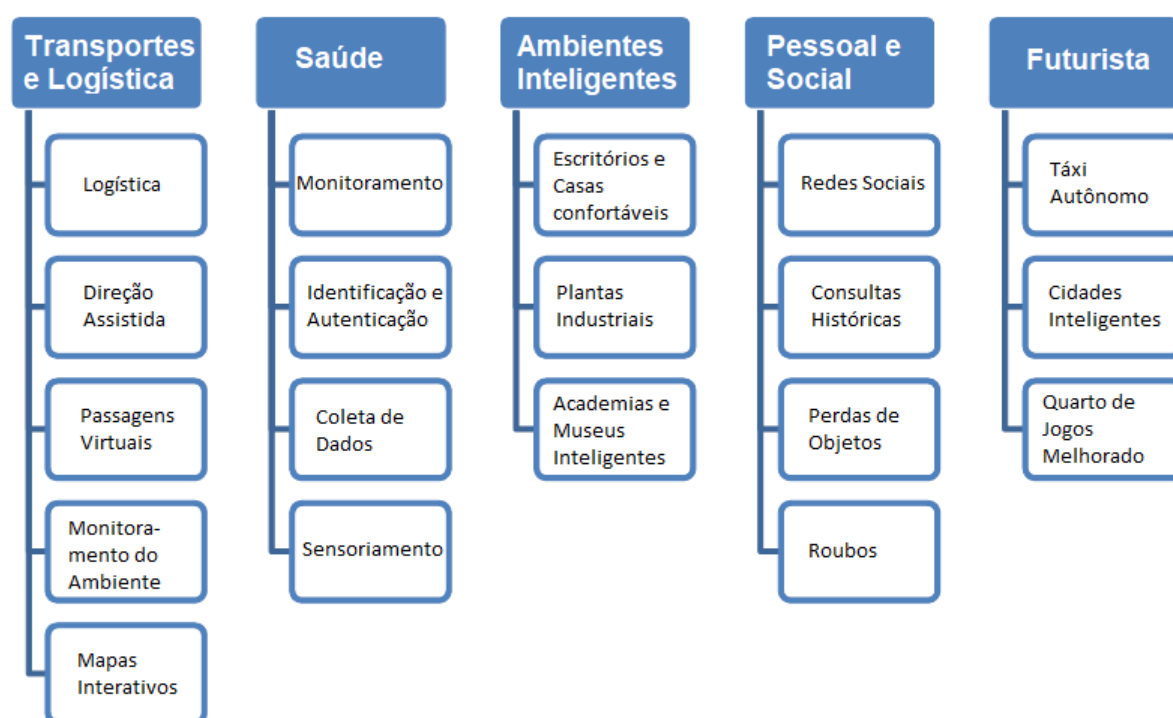 Transportes
e Logística
Logística
Direção
Assistida
Passagens
Virtuais
Monitora-
mento do
Ambiente
Mapas
Interativos
Saúde
Monitoramento
Identificação e
Autenticação
Coleta de
Dados
Sensoriamento
Ambientes
Inteligentes
Escritórios e
Casas
confortáveis
Plantas
Industriais
Academias e
Museus
Inteligentes
Pessoal e
Social
Redes Sociais
Consultas
Históricas
Perdas de
Objetos
Roubos
Futurista
Táxi
Autônomo
Cidades
Inteligentes
Quarto de
Jogos
Melhorado